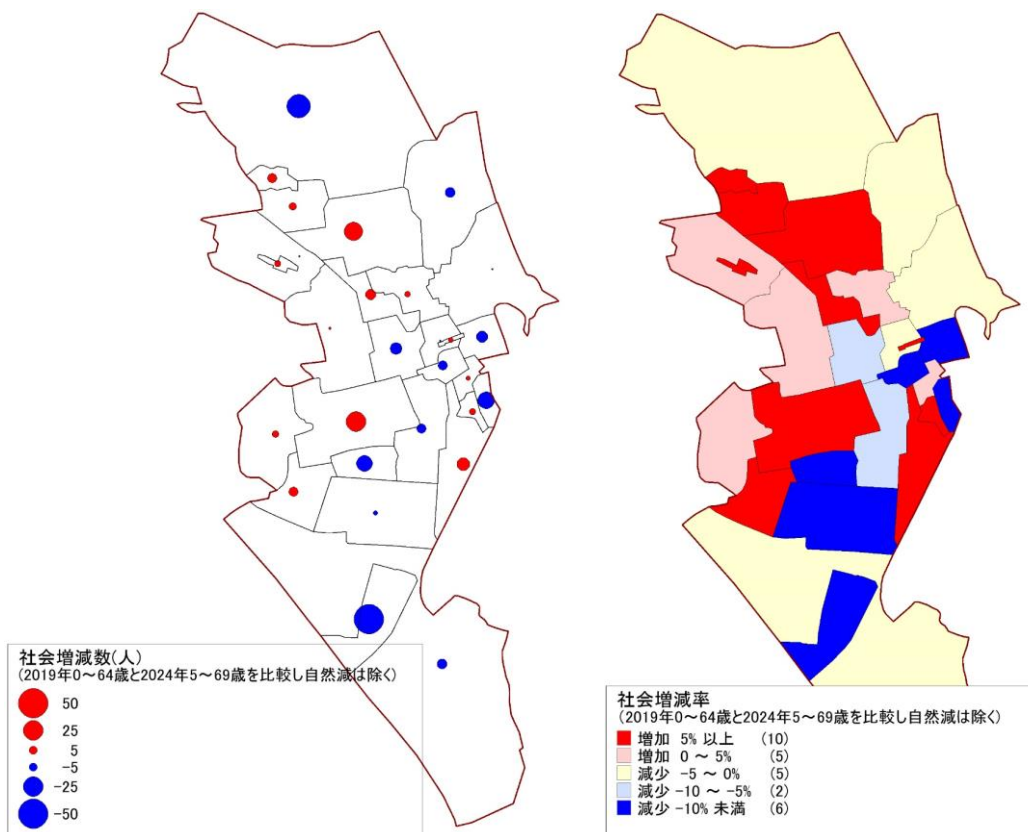 社会増減数(人)
(2019年0～64歳と2024年5～69歳を比較し自然減は除く)
50
25
5
-5
-25
-50
社会増減率
(2019年0～64歳と2024年5～69歳を比較し自然減は除く)
増加 5% 以上 (10)
増加 0 ～ 5% (5)
減少 -5 ～ 0% (5)
減少 -10 ～ -5% (2)
減少 -10% 未満 (6)